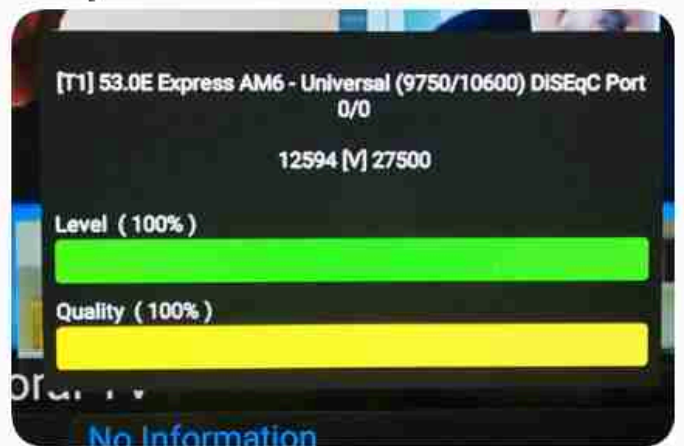 [T1] 53.0E Express AM6 - Universal (9750/10600) DiSEqC Port
0/0
12594 [V] 27500
Level ( 100% )
Quality ( 100% )
No Information